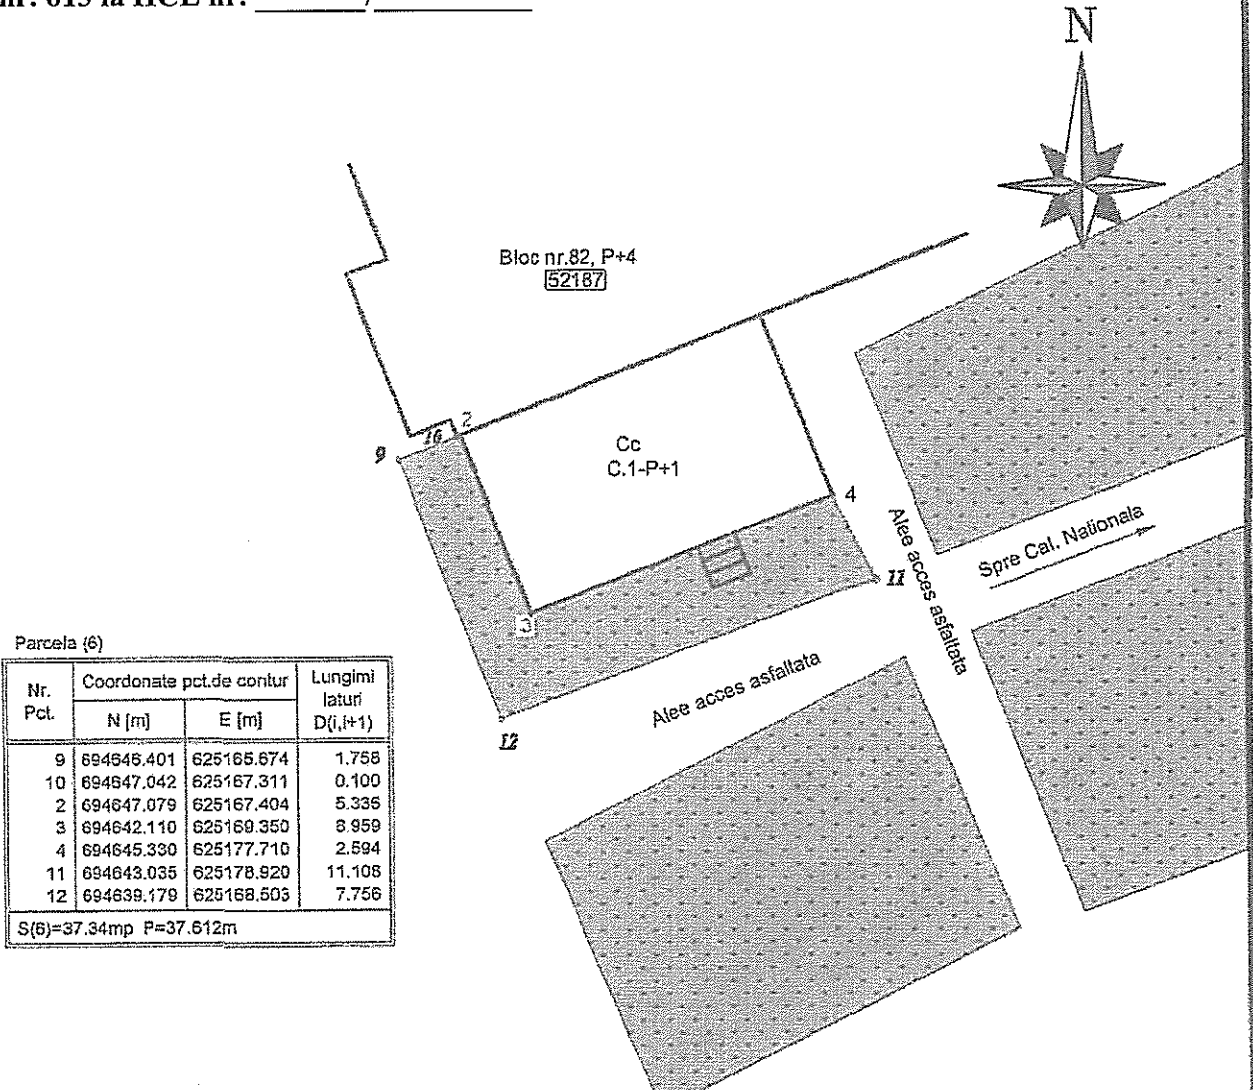 nr. 615 la HCL nr. _______/__________
N
Bloc nr.82, P+4
52187
2
10
9
Cc
C.1-P+1
4
11
3
12
Alee acces asfaltata
Spre Cal. Nationala
Alee acces asfaltata
Parcela (6)
Nr. Pct. Coordonate pct.de contur Lungimi laturi D(i,i+1)
N [m] E [m]
9 694646.401 625165.674 1.758
10 694647.042 625167.311 0.100
2 694647.079 625167.404 5.336
3 694642.110 625169.350 8.959
4 694645.330 625177.710 2.594
11 694643.035 625178.920 11.108
12 694639.179 625168.503 7.756
S(6)=37.34mp P=37.612m